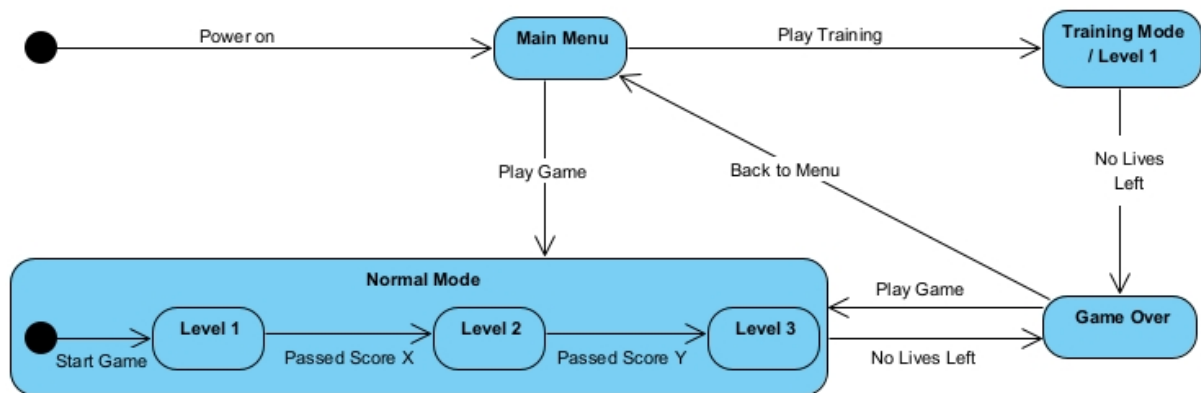 Power on
Main Menu
Play Training
Training Mode
/ Level 1
Play Game
Back to Menu
No Lives
Left
Normal Mode
Play Game
Game Over
Level 1
Level 2
Level 3
Start Game
Passed Score X
Passed Score Y
No Lives Left